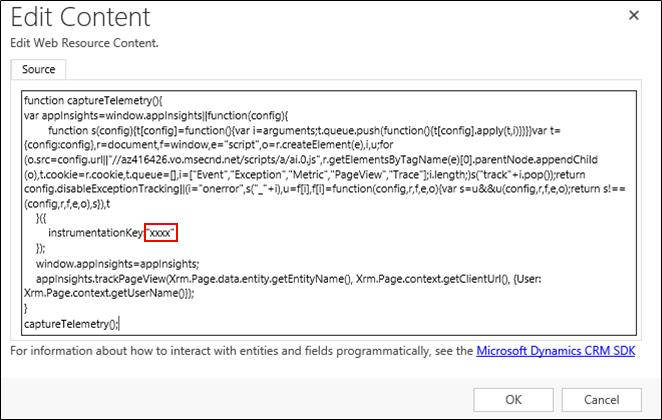 Edit Content
Edit Web Resource Content.
Source
function captureTelemetry(){
var appInsights=window.appInsights||function(config){
function s(config){t[config]=function(){var i=arguments;t.queue.push(function(){t[config].apply(t,i)})}}var t=
{config:config},r=document,f=window,e="script",o=r.createElement(e),i,u;for
(o.src=config.url||"//az416426.vo.msecnd.net/scripts/a/ai.0.js",r.getElementsByTagName(e)[0].parentNode.appendChild
(o),t.cookie=r.cookie,t.queue=[],i=["Event","Exception","Metric","PageView","Trace"];i.length;)s("track"+i.pop());return
config.disableExceptionTracking||(i="onerror",s("_"+i),u=f[i],f[i]=function(config,r,f,e,o){var s=u&&u(config,r,f,e,o);return s!==
(config,r,f,e,o),s}),t
}({
instrumentationKey:"xxxx"
});
window.appInsights=appInsights;
appInsights.trackPageView(Xrm.Page.data.entity.getEntityName(), Xrm.Page.context.getClientUrl(), {User:
Xrm.Page.context.getUserName()});
}
captureTelemetry();
For information about how to interact with entities and fields programmatically, see the Microsoft Dynamics CRM SDK
OK
Cancel